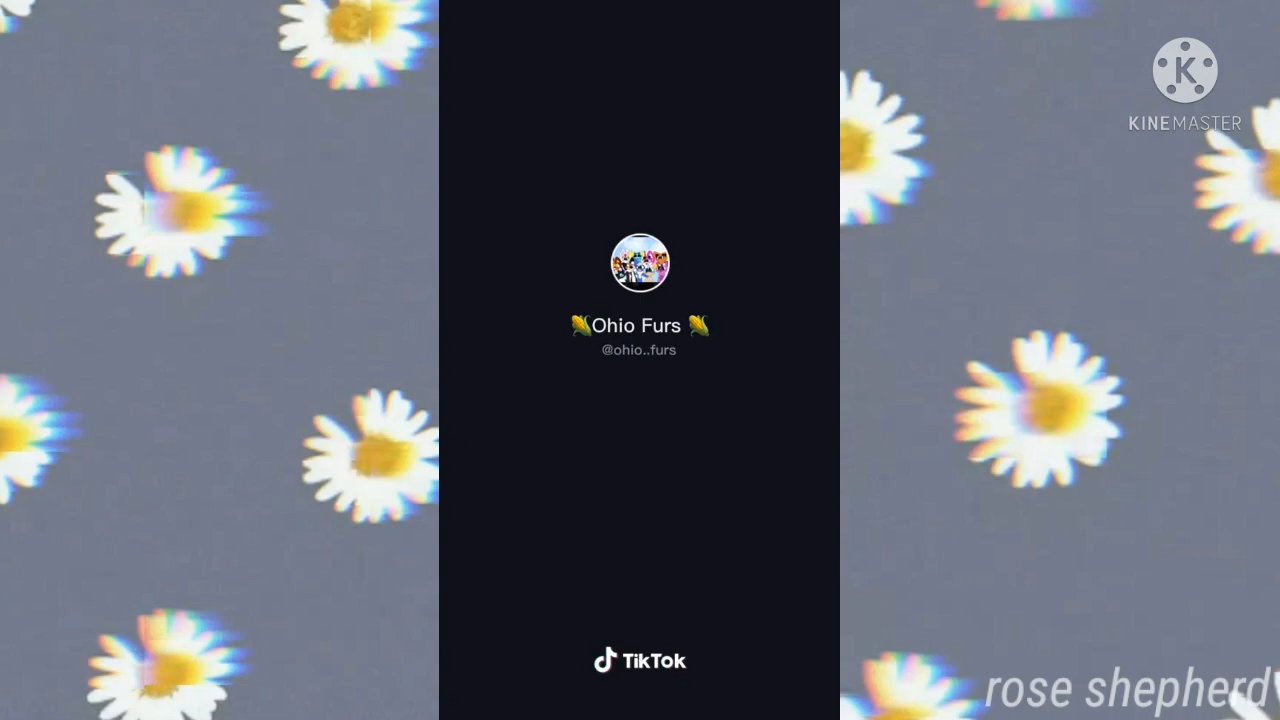 K
KINEMASTER
🌽Ohio Furs 🌽
@ohio..furs
TikTok
rose shepherd